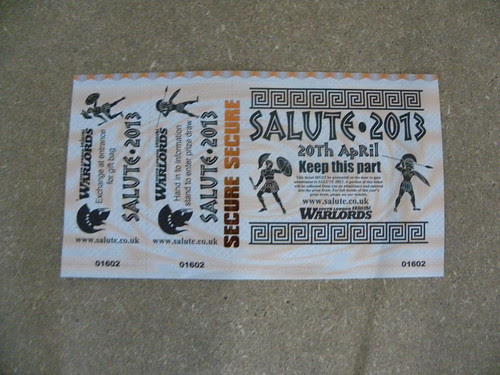 WARLORDS
Exchange at entrance
for gift bag
SALUTE·2013
www.salute.co.uk
01602
WARLORDS
Hand in to information
stand to enter prize draw
SALUTE·2013
www.salute.co.uk
01602
SECURE SECURE
SALUTE·2013
20Th ApRil
Keep this part
www.salute.co.uk
SOUTH LONDON
WARLORDS
01602